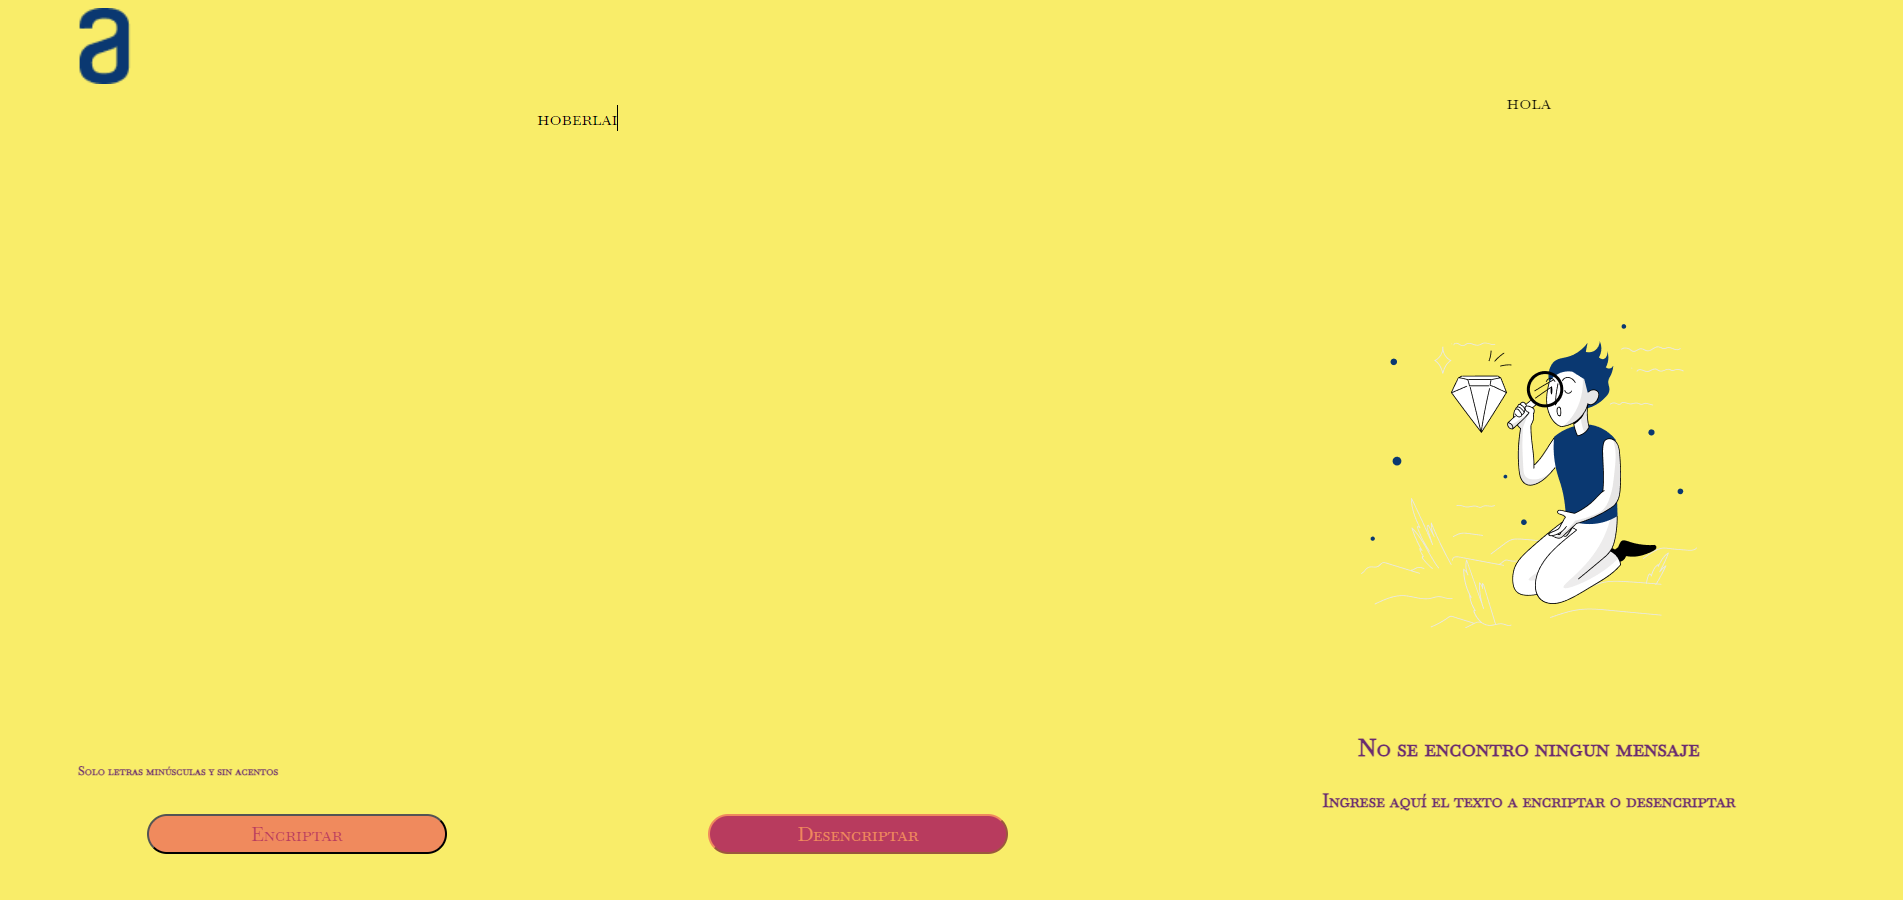 a
hoberlai
hola
Solo letras minúsculas y sin acentos
Encriptar
Desencriptar
No se encontro ningun mensaje
Ingrese aquí el texto a encriptar o desencriptar